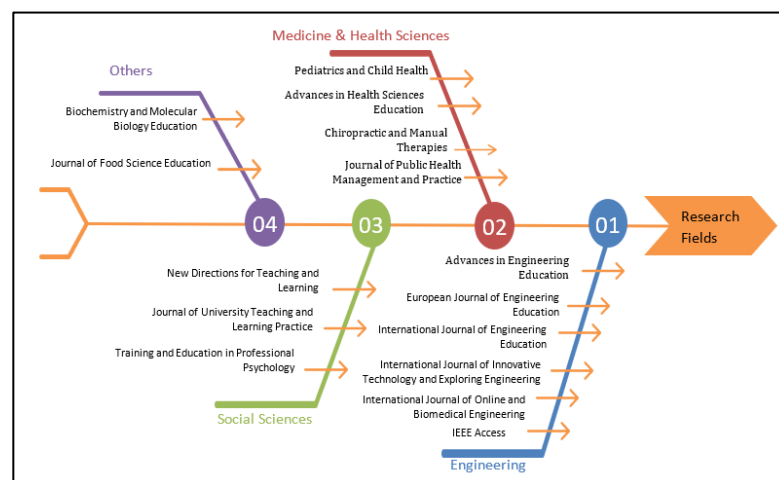 Medicine & Health Sciences
Others
Pediatrics and Child Health
Advances in Health Sciences
Education
Biochemistry and Molecular
Biology Education
Chiropractic and Manual
Therapies
Journal of Food Science Education
Journal of Public Health
Management and Practice
04
03
02
01
Research
Fields
New Directions for Teaching and
Learning
Journal of University Teaching and
Learning Practice
Training and Education in Professional
Psychology
Social Sciences
Advances in Engineering
Education
European Journal of Engineering
Education
International Journal of Engineering
Education
International Journal of Innovative
Technology and Exploring Engineering
International Journal of Online and
Biomedical Engineering
IEEE Access
Engineering